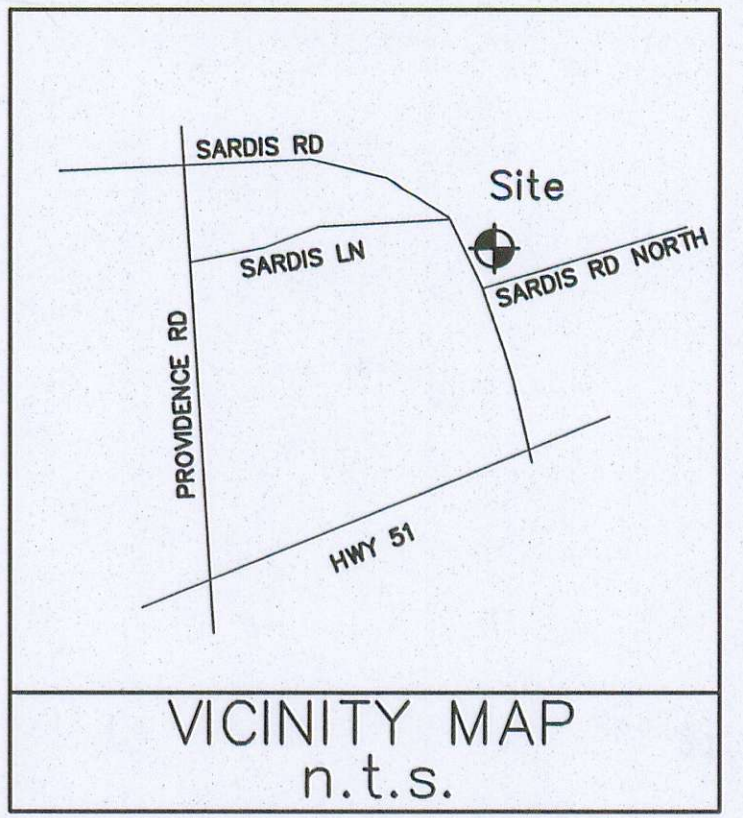 SARDIS RD
Site
SARDIS LN
SARDIS RD NORTH
PROVIDENCE RD
HWY 51
VICINITY MAP
n.t.s.